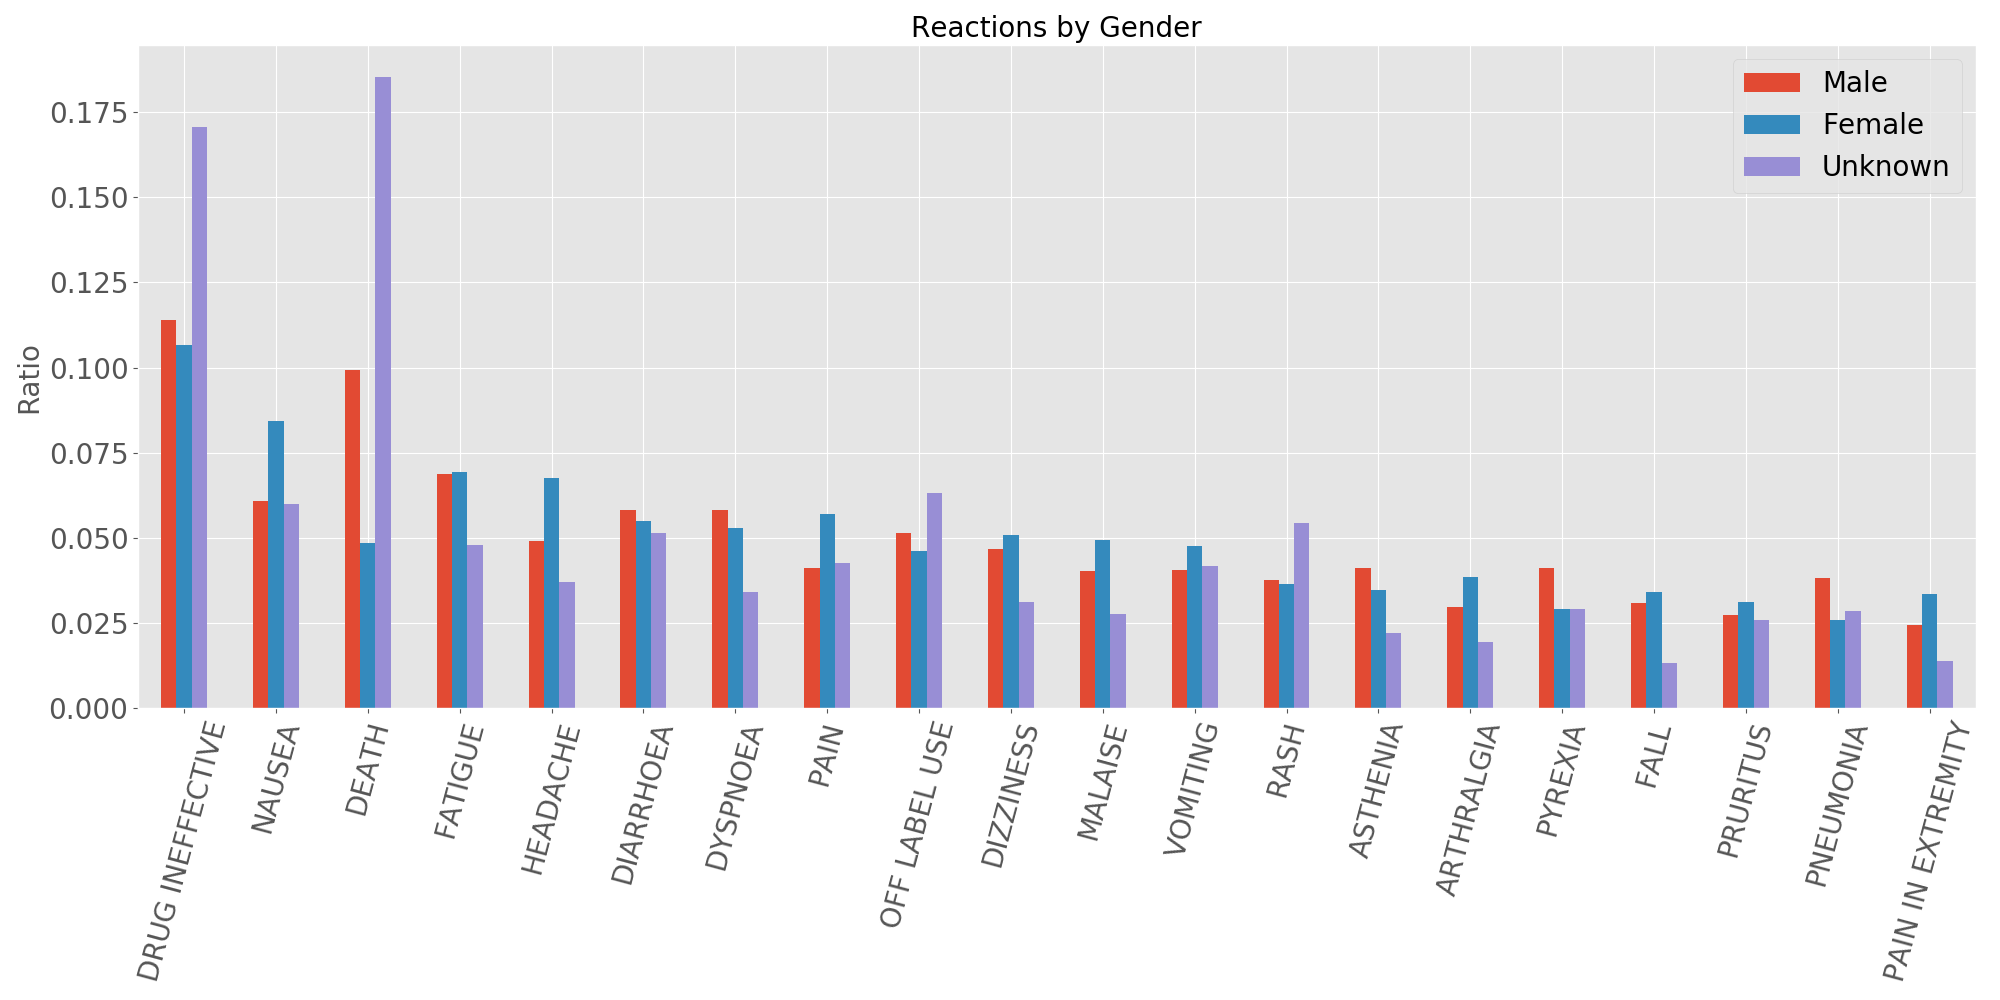 Reactions by Gender
Male
Female
Unknown
Ratio
0.175
0.150
0.125
0.100
0.075
0.050
0.025
0.000
DRUG INEFFECTIVE
NAUSEA
DEATH
FATIGUE
HEADACHE
DIARRHOEA
DYSPNOEA
PAIN
OFF LABEL USE
DIZZINESS
MALAISE
VOMITING
RASH
ASTHENIA
ARTHRALGIA
PYREXIA
FALL
PRURITUS
PNEUMONIA
PAIN IN EXTREMITY